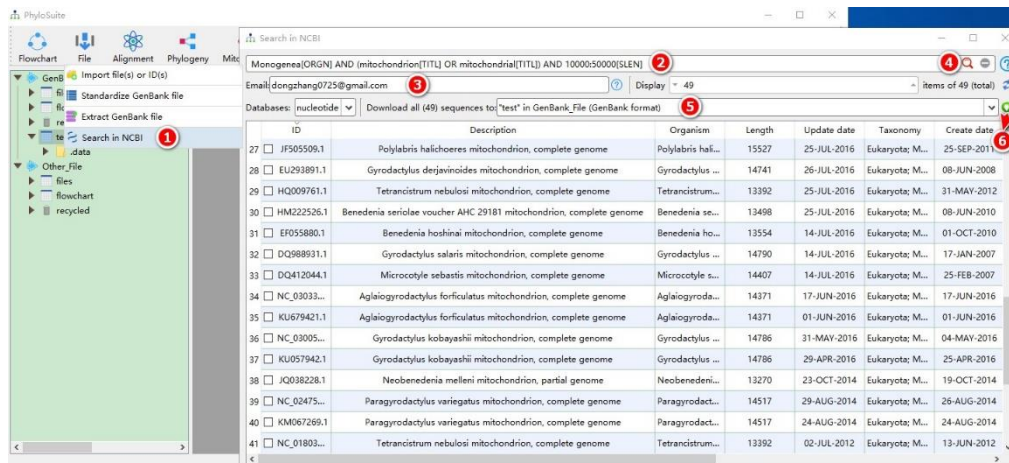 PhyloSuite
Flowchart File Alignment Phylogeny Mito
GenB
Import file(s) or ID(s)
Standardize GenBank file
Extract GenBank file
Search in NCBI 1
.data
Other_File
files
flowchart
recycled
Search in NCBI
Monogenea[ORGN] AND (mitochondrion[TITL] OR mitochondrial[TITL]) AND 10000:50000[SLEN] 2 4
Email: dongzhang0725@gmail.com 3 Display 49 items of 49 (total)
Databases: nucleotide Download all (49) sequences to: "test" in GenBank_File (GenBank format) 5
6
ID Description Organism Length Update date Taxonomy Create date
27 JF505509.1 Polylabris halichoeres mitochondrion, complete genome Polylabris hali... 15527 25-JUL-2016 Eukaryota; M... 25-SEP-2011
28 EU293891.1 Gyrodactylus derjavinoides mitochondrion, complete genome Gyrodactylus ... 14741 26-JUL-2016 Eukaryota; M... 08-JUN-2008
29 HQ009761.1 Tetrancistrum nebulosi mitochondrion, complete genome Tetrancistrum... 13392 25-JUL-2016 Eukaryota; M... 31-MAY-2012
30 HM222526.1 Benedenia seriolae voucher AHC 29181 mitochondrion, complete genome Benedenia se... 13498 25-JUL-2016 Eukaryota; M... 08-JUN-2010
31 EF055880.1 Benedenia hoshinai mitochondrion, complete genome Benedenia ho... 13554 14-JUL-2016 Eukaryota; M... 01-OCT-2010
32 DQ988931.1 Gyrodactylus salaris mitochondrion, complete genome Gyrodactylus ... 14790 14-JUL-2016 Eukaryota; M... 17-JAN-2007
33 DQ412044.1 Microcotyle sebastis mitochondrion, complete genome Microcotyle s... 14407 14-JUL-2016 Eukaryota; M... 25-FEB-2007
34 NC_03033... Aglaiogyrodactylus forficulatus mitochondrion, complete genome Aglaiogyroda... 14371 17-JUN-2016 Eukaryota; M... 17-JUN-2016
35 KU679421.1 Aglaiogyrodactylus forficulatus mitochondrion, complete genome Aglaiogyroda... 14371 01-JUN-2016 Eukaryota; M... 01-JUN-2016
36 NC_03005... Gyrodactylus kobayashii mitochondrion, complete genome Gyrodactylus ... 14786 31-MAY-2016 Eukaryota; M... 04-MAY-2016
37 KU057942.1 Gyrodactylus kobayashii mitochondrion, complete genome Gyrodactylus ... 14786 29-APR-2016 Eukaryota; M... 25-APR-2016
38 JQ038228.1 Neobenedenia melleni mitochondrion, partial genome Neobenedeni... 13270 23-OCT-2014 Eukaryota; M... 19-OCT-2014
39 NC_02475... Paragyrodactylus variegatus mitochondrion, complete genome Paragyrodact... 14517 29-AUG-2014 Eukaryota; M... 26-AUG-2014
40 KM067269.1 Paragyrodactylus variegatus mitochondrion, complete genome Paragyrodact... 14517 24-AUG-2014 Eukaryota; M... 24-AUG-2014
41 NC_01803... Tetrancistrum nebulosi mitochondrion, complete genome Tetrancistrum... 13392 02-JUL-2012 Eukaryota; M... 13-JUN-2012